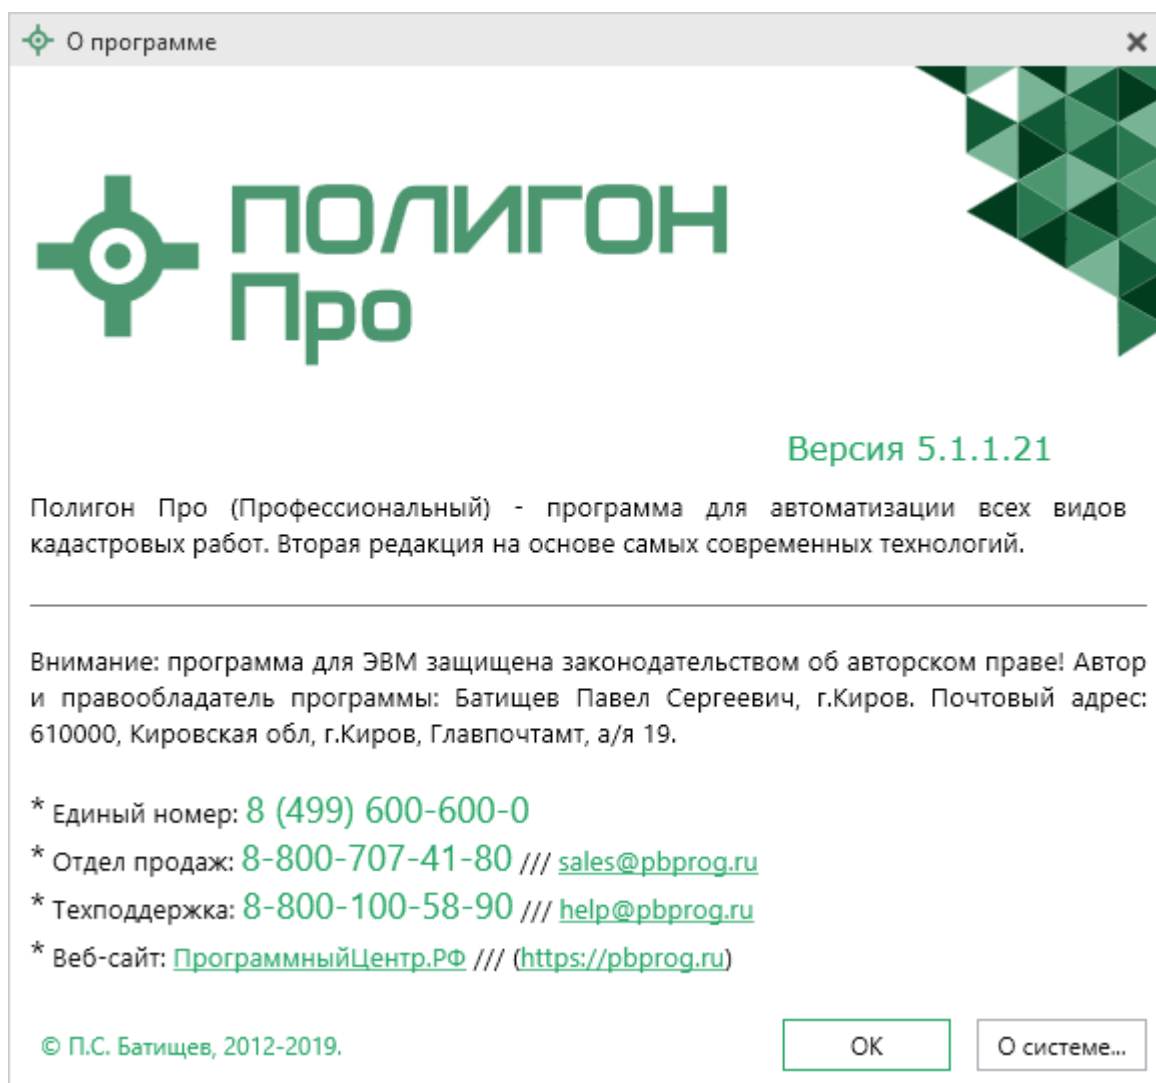 О программе
ПОЛИГОН
Про
Версия 5.1.1.21
Полигон Про (Профессиональный) - программа для автоматизации всех видов
кадастровых работ. Вторая редакция на основе самых современных технологий.
Внимание: программа для ЭВМ защищена законодательством об авторском праве! Автор
и правообладатель программы: Батищев Павел Сергеевич, г.Киров. Почтовый адрес:
610000, Кировская обл, г.Киров, Главпочтамт, а/я 19.
* Единый номер: 8 (499) 600-600-0
* Отдел продаж: 8-800-707-41-80 /// sales@pbprog.ru
* Техподдержка: 8-800-100-58-90 /// help@pbprog.ru
* Веб-сайт: ПрограммныйЦентр.РФ /// (https://pbprog.ru)
© П.С. Батищев, 2012-2019.
ОК
О системе...